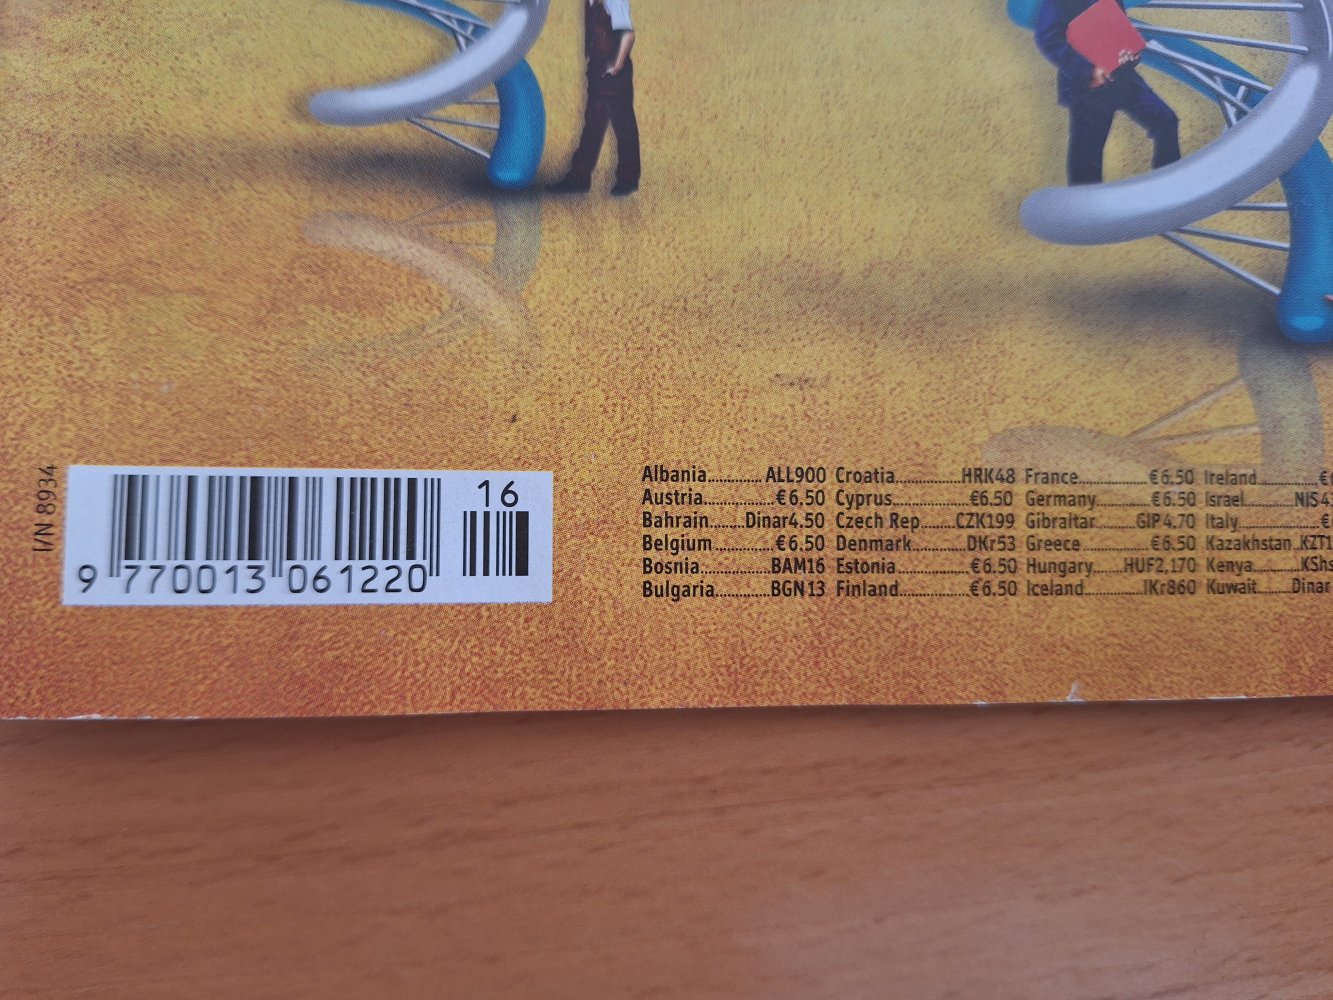 I/N 8934
16
9 770013 061220
Albania.............ALL900 Croatia................HRK48 France.................€6.50 Ireland
Austria...................€6.50 Cyprus...................€6.50 Germany.............€6.50 Israel..............NIS
Bahrain........Dinar4.50 Czech Rep........CZK199 Gibraltar..........GIP4.70 Italy
Belgium...............€6.50 Denmark.............DKr53 Greece.................€6.50 Kazakhstan
Bosnia.................BAM16 Estonia..................€6.50 Hungary.......HUF2,170 Kenya............KShs
Bulgaria.............BGN13 Finland.................€6.50 Iceland..............IKr860 Kuwait........Dinar